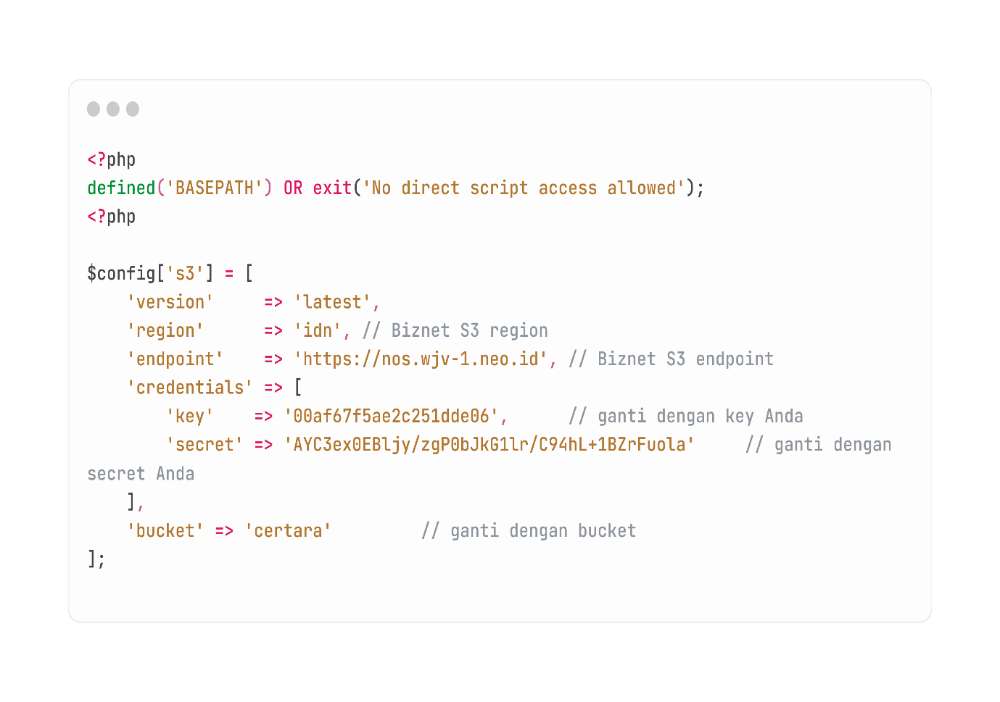 <?php
defined('BASEPATH') OR exit('No direct script access allowed');
<?php
$config['s3'] = [
    'version'     => 'latest',
    'region'      => 'idn', // Biznet S3 region
    'endpoint'    => 'https://nos.wjv-1.neo.id', // Biznet S3 endpoint
    'credentials' => [
        'key'    => '00af67f5ae2c251dde06',      // ganti dengan key Anda
        'secret' => 'AYC3ex0EBljy/zgP0bJkG1lr/C94hL+1BZrFuola'     // ganti dengan
secret Anda
    ],
    'bucket' => 'certara'         // ganti dengan bucket
];